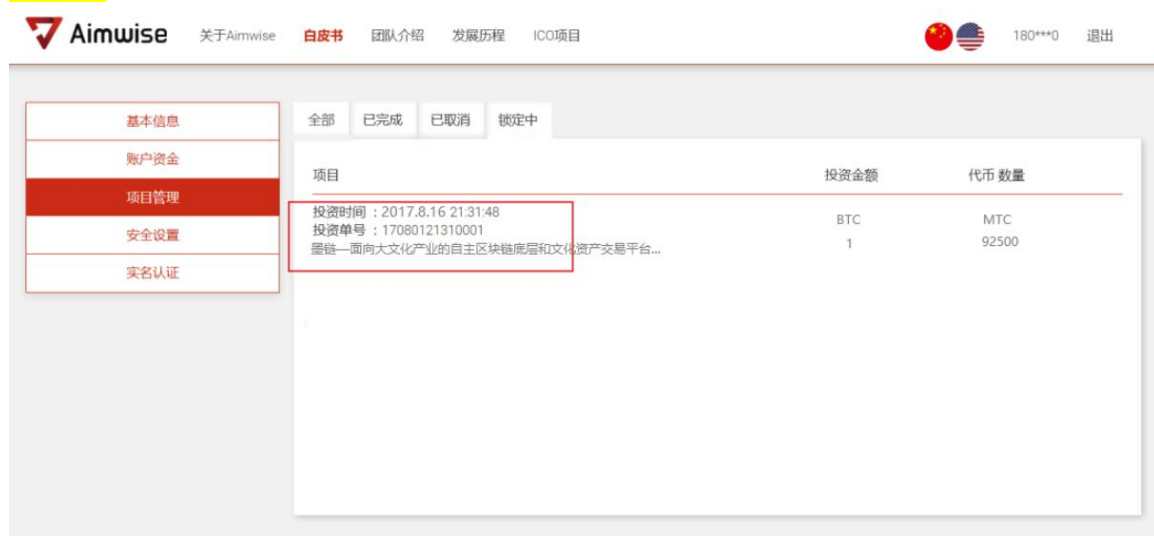 Aimwise 关于Aimwise 白皮书 团队介绍 发展历程 ICO项目 180***0 退出
基本信息
账户资金
项目管理
安全设置
实名认证
全部 已完成 已取消 锁定中
项目 投资金额 代币 数量
投资时间 : 2017.8.16 21:31:48
投资单号 : 17080121310001
墨链—面向大文化产业的自主区块链底层和文化资产交易平台...
BTC MTC
1 92500